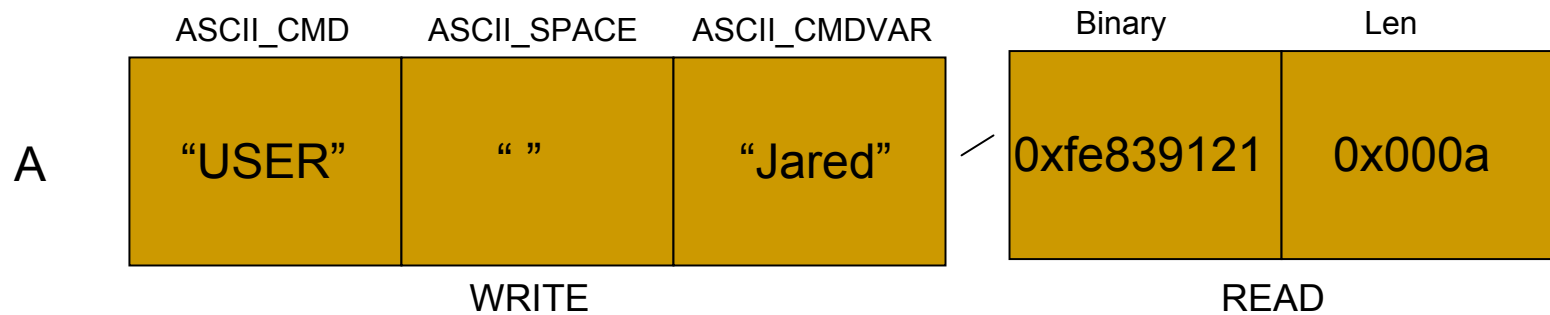 ASCII_CMD ASCII_SPACE ASCII_CMDVAR Binary Len
A “USER” “ ” “Jared” 0xfe839121 0x000a
WRITE READ